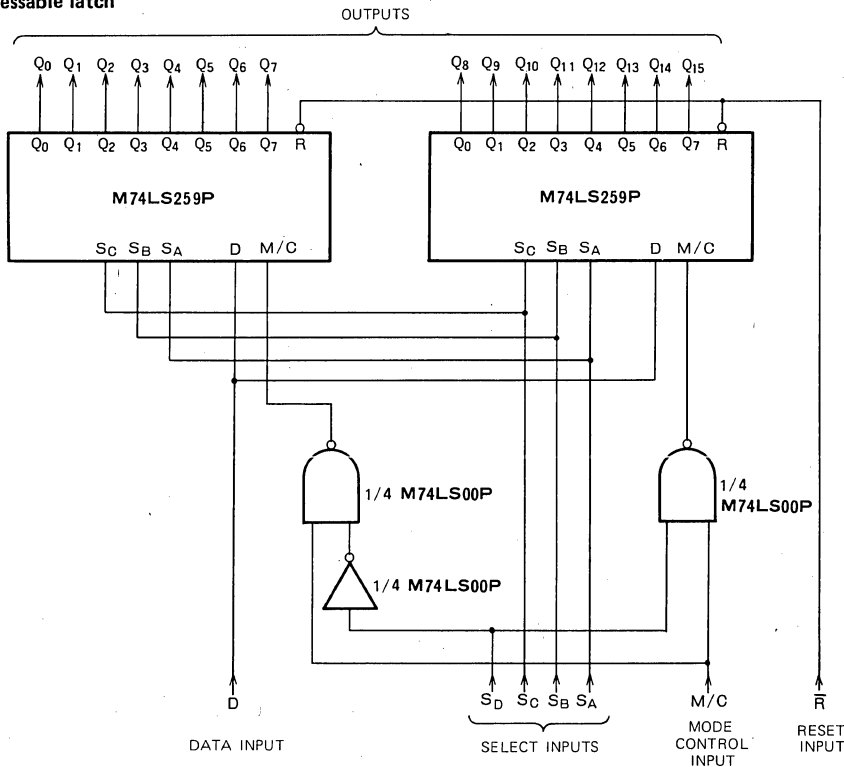 essable latch
OUTPUTS
Q0 Q1 Q2 Q3 Q4 Q5 Q6 Q7 Q8 Q9 Q10 Q11 Q12 Q13 Q14 Q15
Q0 Q1 Q2 Q3 Q4 Q5 Q6 Q7 R Q0 Q1 Q2 Q3 Q4 Q5 Q6 Q7 R
M74LS259P M74LS259P
SC SB SA D M/C SC SB SA D M/C
1/4 M74LS00P
1/4
M74LS00P
1/4 M74LS00P
D SD SC SB SA M/C R̅
DATA INPUT
SELECT INPUTS
MODE
CONTROL
INPUT
RESET
INPUT